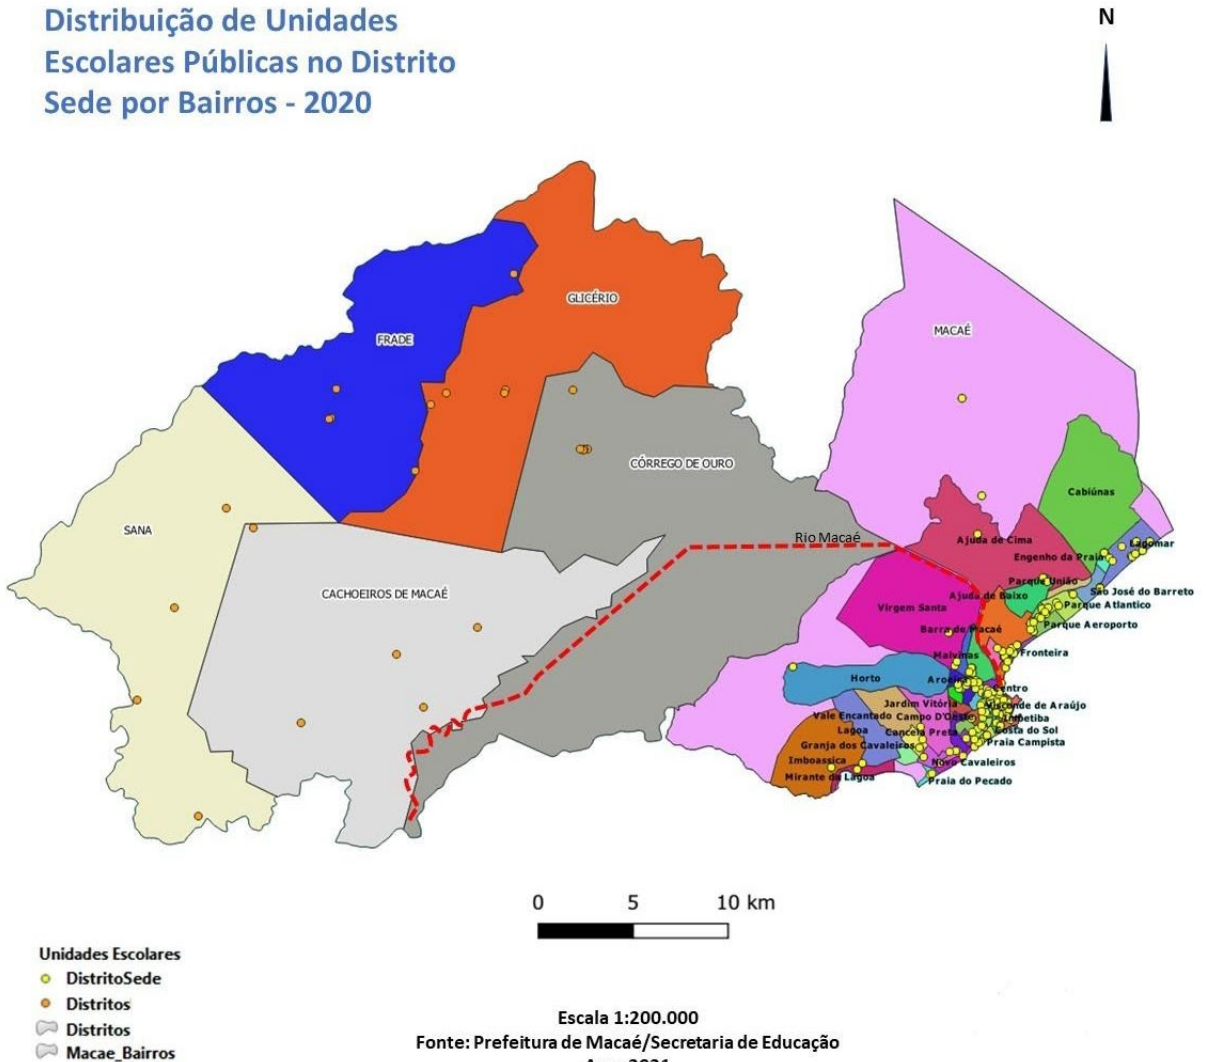 Distribuição de Unidades
Escolares Públicas no Distrito
Sede por Bairros - 2020
N
GLICÉRIO
FRADE
MACAÉ
CÓRREGO DE OURO
Cabiúnas
SANA
Rio Macaé
Ajuda de Cima
Lagomar
Engenho da Praia
Parque União
CACHOEIROS DE MACAÉ
Ajuda de Baixo
São José do Barreto
Virgem Santa
Parque Atlantico
Barra de Macaé
Parque Aeroporto
Malvinas
Fronteira
Horto
Aroeira
Centro
Jardim Vitória
Visconde de Araújo
Vale Encantado
Campo D'Oeste
Imbetiba
Lagoa
Cancela Preta
Costa do Sol
Granja dos Cavaleiros
Praia Campista
Imboassica
Novo Cavaleiros
Mirante da Lagoa
Praia do Pecado
0 5 10 km
Unidades Escolares
DistritoSede
Distritos
Distritos
Macae_Bairros
Escala 1:200.000
Fonte: Prefeitura de Macaé/Secretaria de Educação